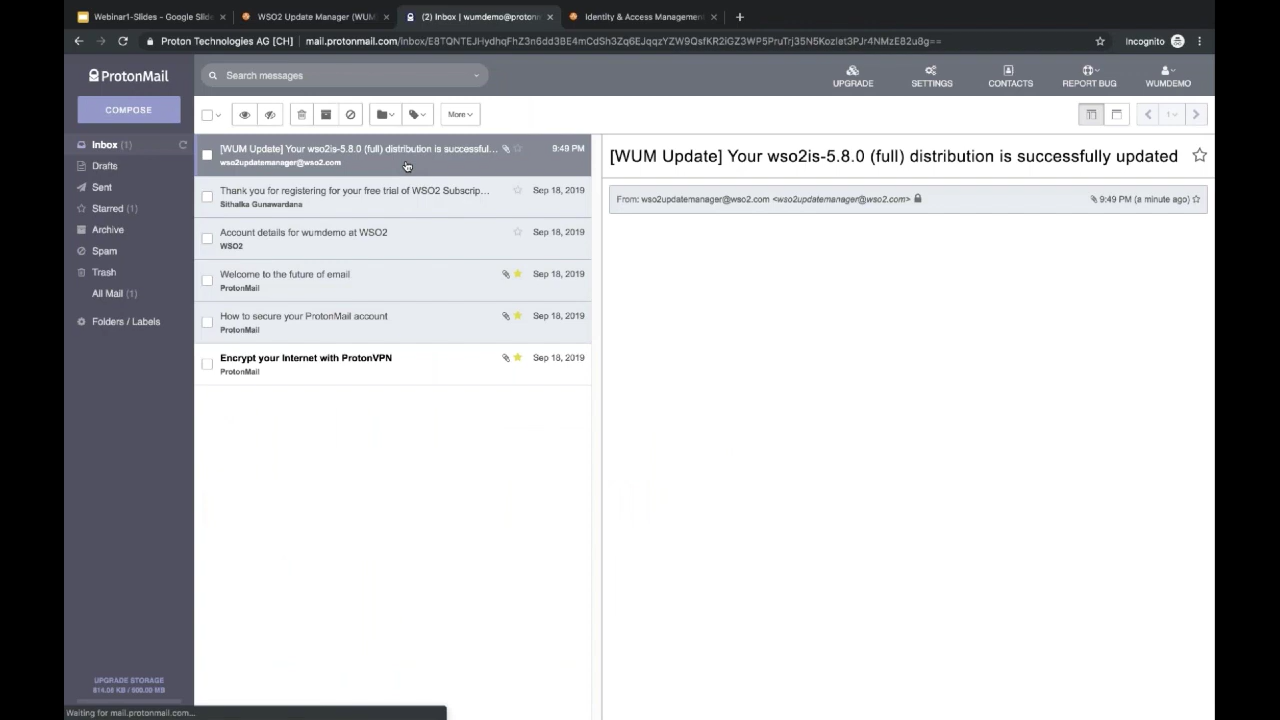 Webinar1-Slides - Google Slid
WSO2 Update Manager (WUM
(2) Inbox | wumdemo@proton
Identity & Access Management
Proton Technologies AG [CH]
Incognito
ProtonMail
Search messages
UPGRADE
SETTINGS
CONTACTS
REPORT BUG
WUMDEMO
COMPOSE
More
Inbox (1)
Drafts
Sent
Starred (1)
Archive
Spam
Trash
All Mail (1)
Folders / Labels
[WUM Update] Your wso2is-5.8.0 (full) distribution is successful...
9:49 PM
wso2updatemanager@wso2.com
Thank you for registering for your free trial of WSO2 Subscrip...
Sep 18, 2019
Sithalka Gunawardana
Account details for wumdemo at WSO2
Sep 18, 2019
WSO2
Welcome to the future of email
Sep 18, 2019
ProtonMail
How to secure your ProtonMail account
Sep 18, 2019
ProtonMail
Encrypt your Internet with ProtonVPN
Sep 18, 2019
ProtonMail
[WUM Update] Your wso2is-5.8.0 (full) distribution is successfully updated
From: wso2updatemanager@wso2.com <wso2updatemanager@wso2.com>
9:49 PM (a minute ago)
UPGRADE STORAGE
Waiting for mail.protonmail.com...